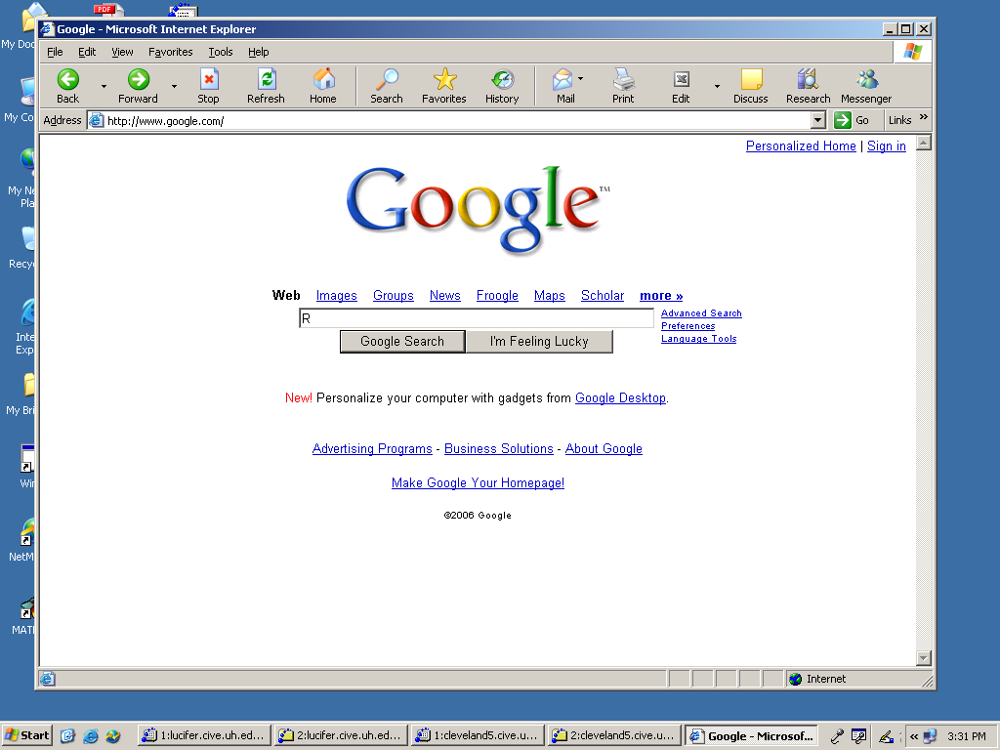 My Doc
Google - Microsoft Internet Explorer
File Edit View Favorites Tools Help
Back Forward Stop Refresh Home Search Favorites History Mail Print Edit Discuss Research Messenger
My Co
Address http://www.google.com/ Go Links »
Personalized Home | Sign in
My Ne
Pla
Google™
Recy
Web Images Groups News Froogle Maps Scholar more »
R
Advanced Search
Preferences
Language Tools
Google Search I'm Feeling Lucky
Inte
Exp
New! Personalize your computer with gadgets from Google Desktop.
My Bri
Advertising Programs - Business Solutions - About Google
Make Google Your Homepage!
Win
©2006 Google
NetM
MATI
Internet
Start 1:lucifer.cive.uh.ed... 2:lucifer.cive.uh.ed... 1:cleveland5.cive.u... 2:cleveland5.cive.u... Google - Microsof... « 3:31 PM
PDF